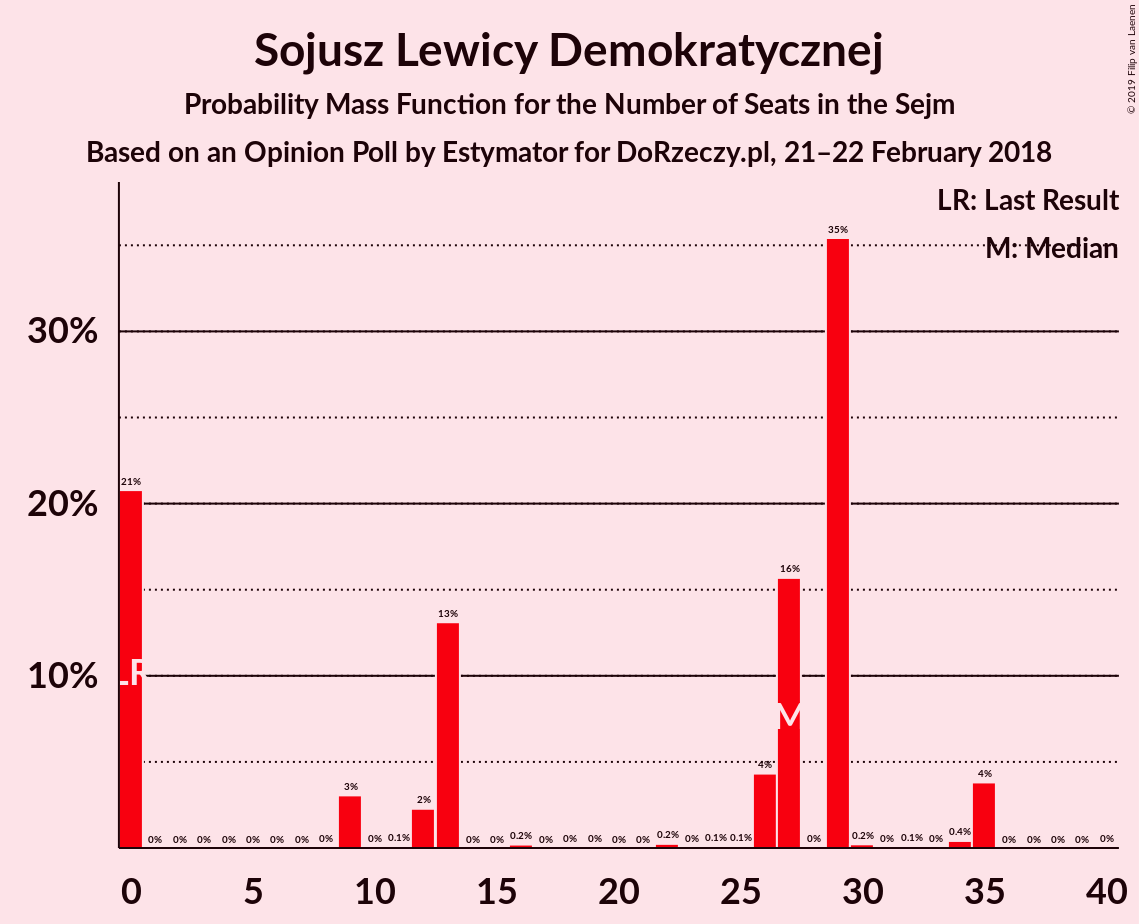 Sojusz Lewicy Demokratycznej
Probability Mass Function for the Number of Seats in the Sejm
Based on an Opinion Poll by Estymator for DoRzeczy.pl, 21–22 February 2018
© 2019 Filip van Laenen
LR: Last Result
M: Median
30%
20%
10%
21% 0% 0% 0% 0% 0% 0% 0% 0% 3% 0% 0.1% 2% 13% 0% 0% 0.2% 0% 0% 0% 0% 0% 0.2% 0% 0.1% 0.1% 4% 16% 0% 35% 0.2% 0% 0.1% 0% 0.4% 4% 0% 0% 0% 0% 0%
LR
M
0 5 10 15 20 25 30 35 40